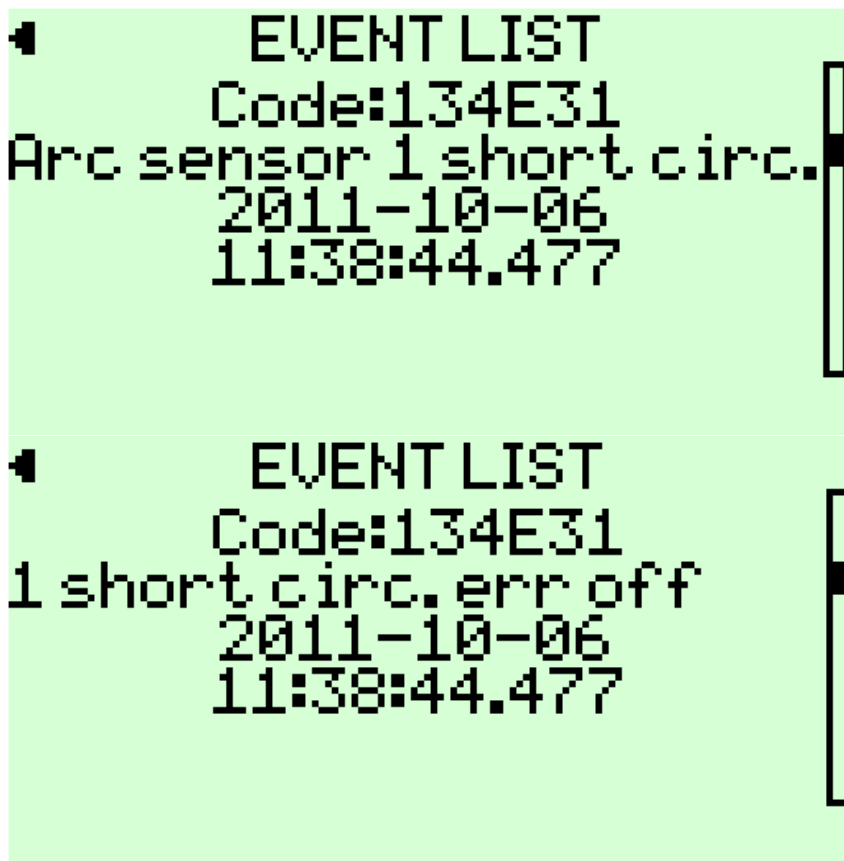 EVENT LIST
Code:134E31
Arc sensor 1 short circ.
2011-10-06
11:38:44.477
EVENT LIST
Code:134E31
1 short circ.err off
2011-10-06
11:38:44.477